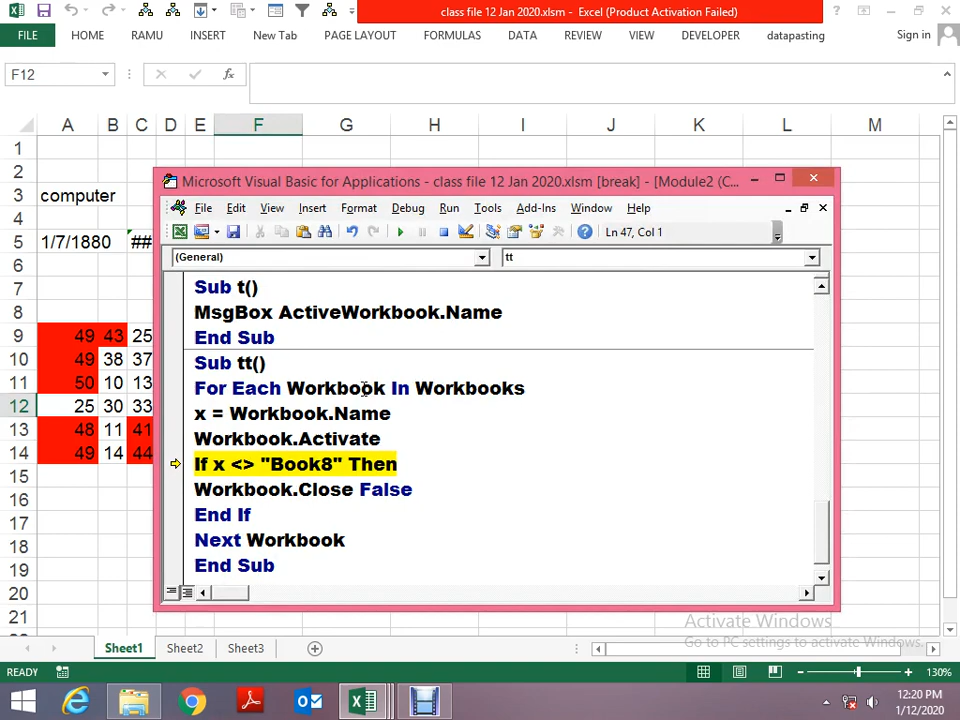 class file 12 Jan 2020.xlsm - Excel (Product Activation Failed)
FILE HOME RAMU INSERT New Tab PAGE LAYOUT FORMULAS DATA REVIEW VIEW DEVELOPER datapasting Sign in
F12
A B C D E F G H I J K L M
1
2
3 computer
4
5 1/7/1880 ##
6
7
8
9 49 43 25
10 49 38 37
11 50 10 13
12 25 30 33
13 48 11 41
14 49 14 44
15
16
17
18
19
20
21
Microsoft Visual Basic for Applications - class file 12 Jan 2020.xlsm [break] - [Module2 (C...
File Edit View Insert Format Debug Run Tools Add-Ins Window Help
Ln 47, Col 1
(General) tt
Sub t()
MsgBox ActiveWorkbook.Name
End Sub
Sub tt()
For Each Workbook In Workbooks
x = Workbook.Name
Workbook.Activate
If x <> "Book8" Then
Workbook.Close False
End If
Next Workbook
End Sub
Activate Windows
Go to PC settings to activate Windows.
Sheet1 Sheet2 Sheet3
READY 130%
12:20 PM
1/12/2020